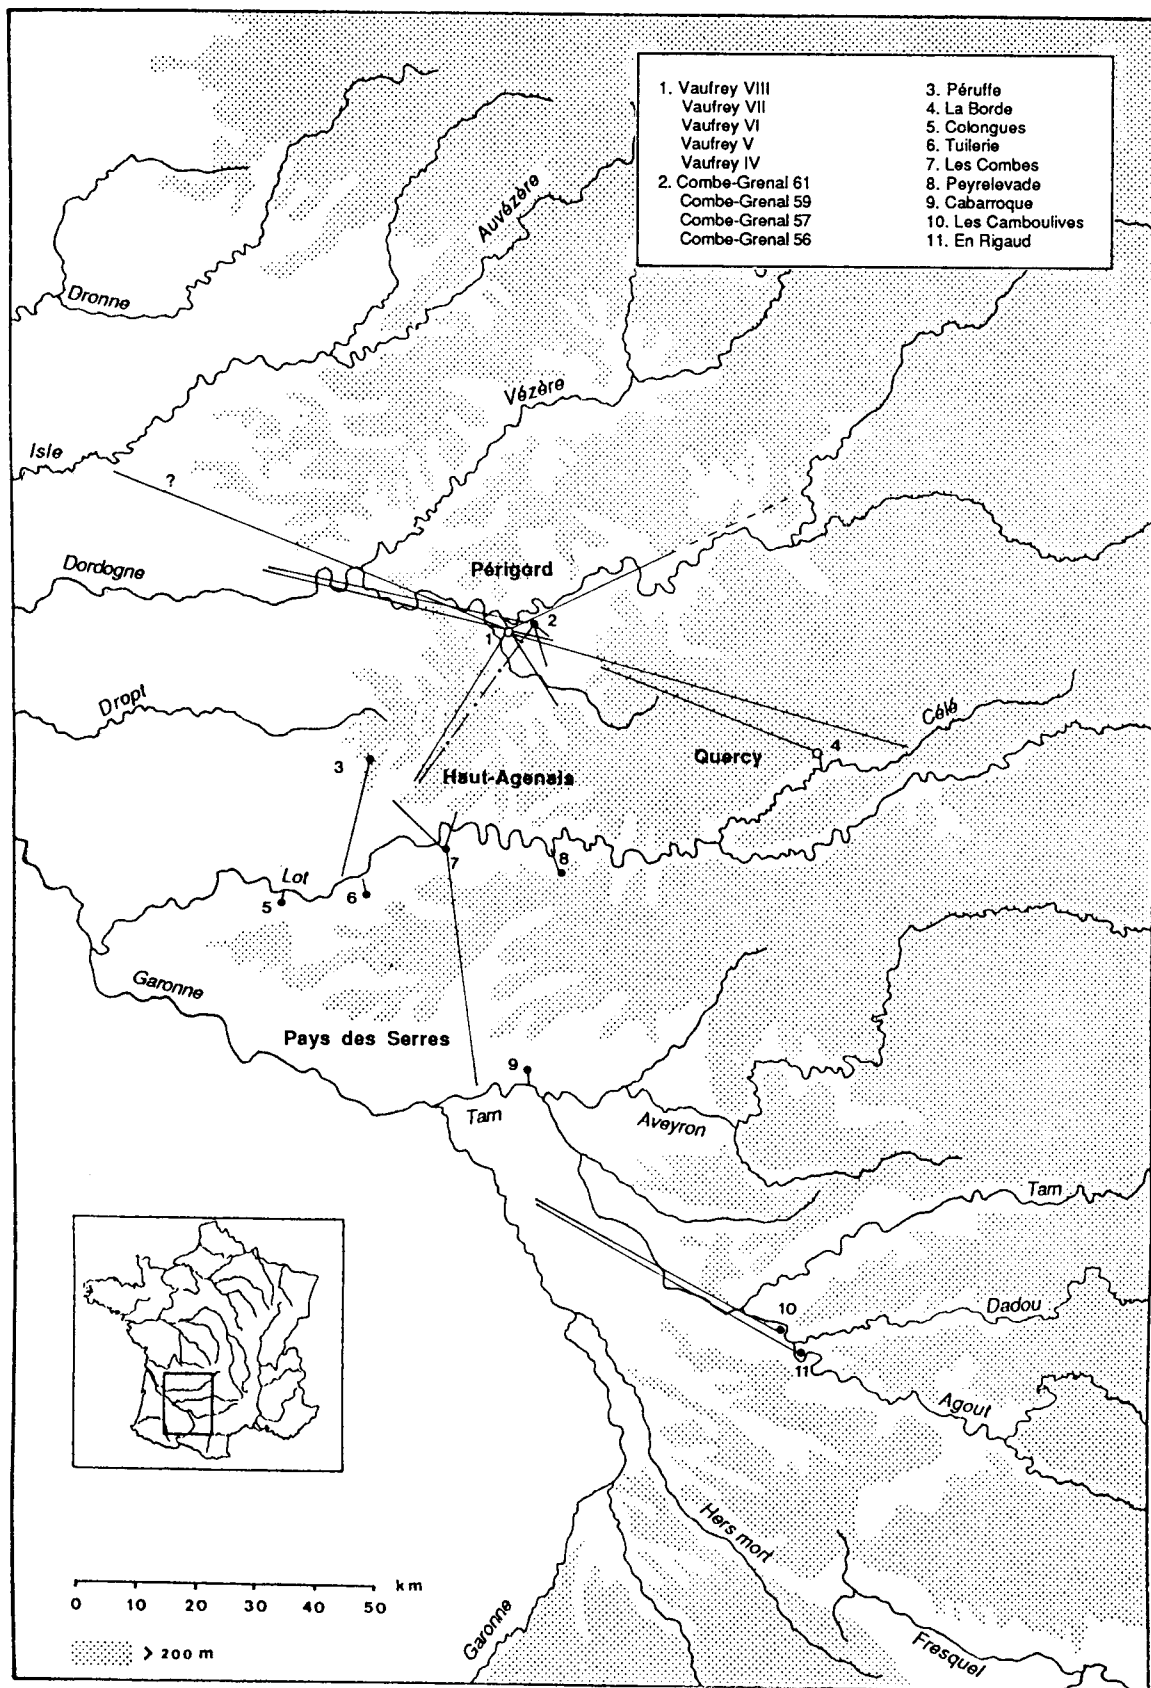 1. Vaufrey VIII
Vaufrey VII
Vaufrey VI
Vaufrey V
Vaufrey IV
2. Combe-Grenal 61
Combe-Grenal 59
Combe-Grenal 57
Combe-Grenal 56
3. Péruffe
4. La Borde
5. Colongues
6. Tuilerie
7. Les Combes
8. Peyrelevade
9. Cabarroque
10. Les Camboulives
11. En Rigaud
Auvézère
Dronne
Vézère
Isle
?
Dordogne
Périgard
2
1
Dropt
Célé
3
Quercy
4
Haut-Agenais
7
8
Lot
5
6
Garonne
Pays des Serres
9
Tarn
Aveyron
Tarn
10
Dadou
11
Agout
Hers mort
Garonne
Fresquel
km
0 10 20 30 40 50
> 200 m